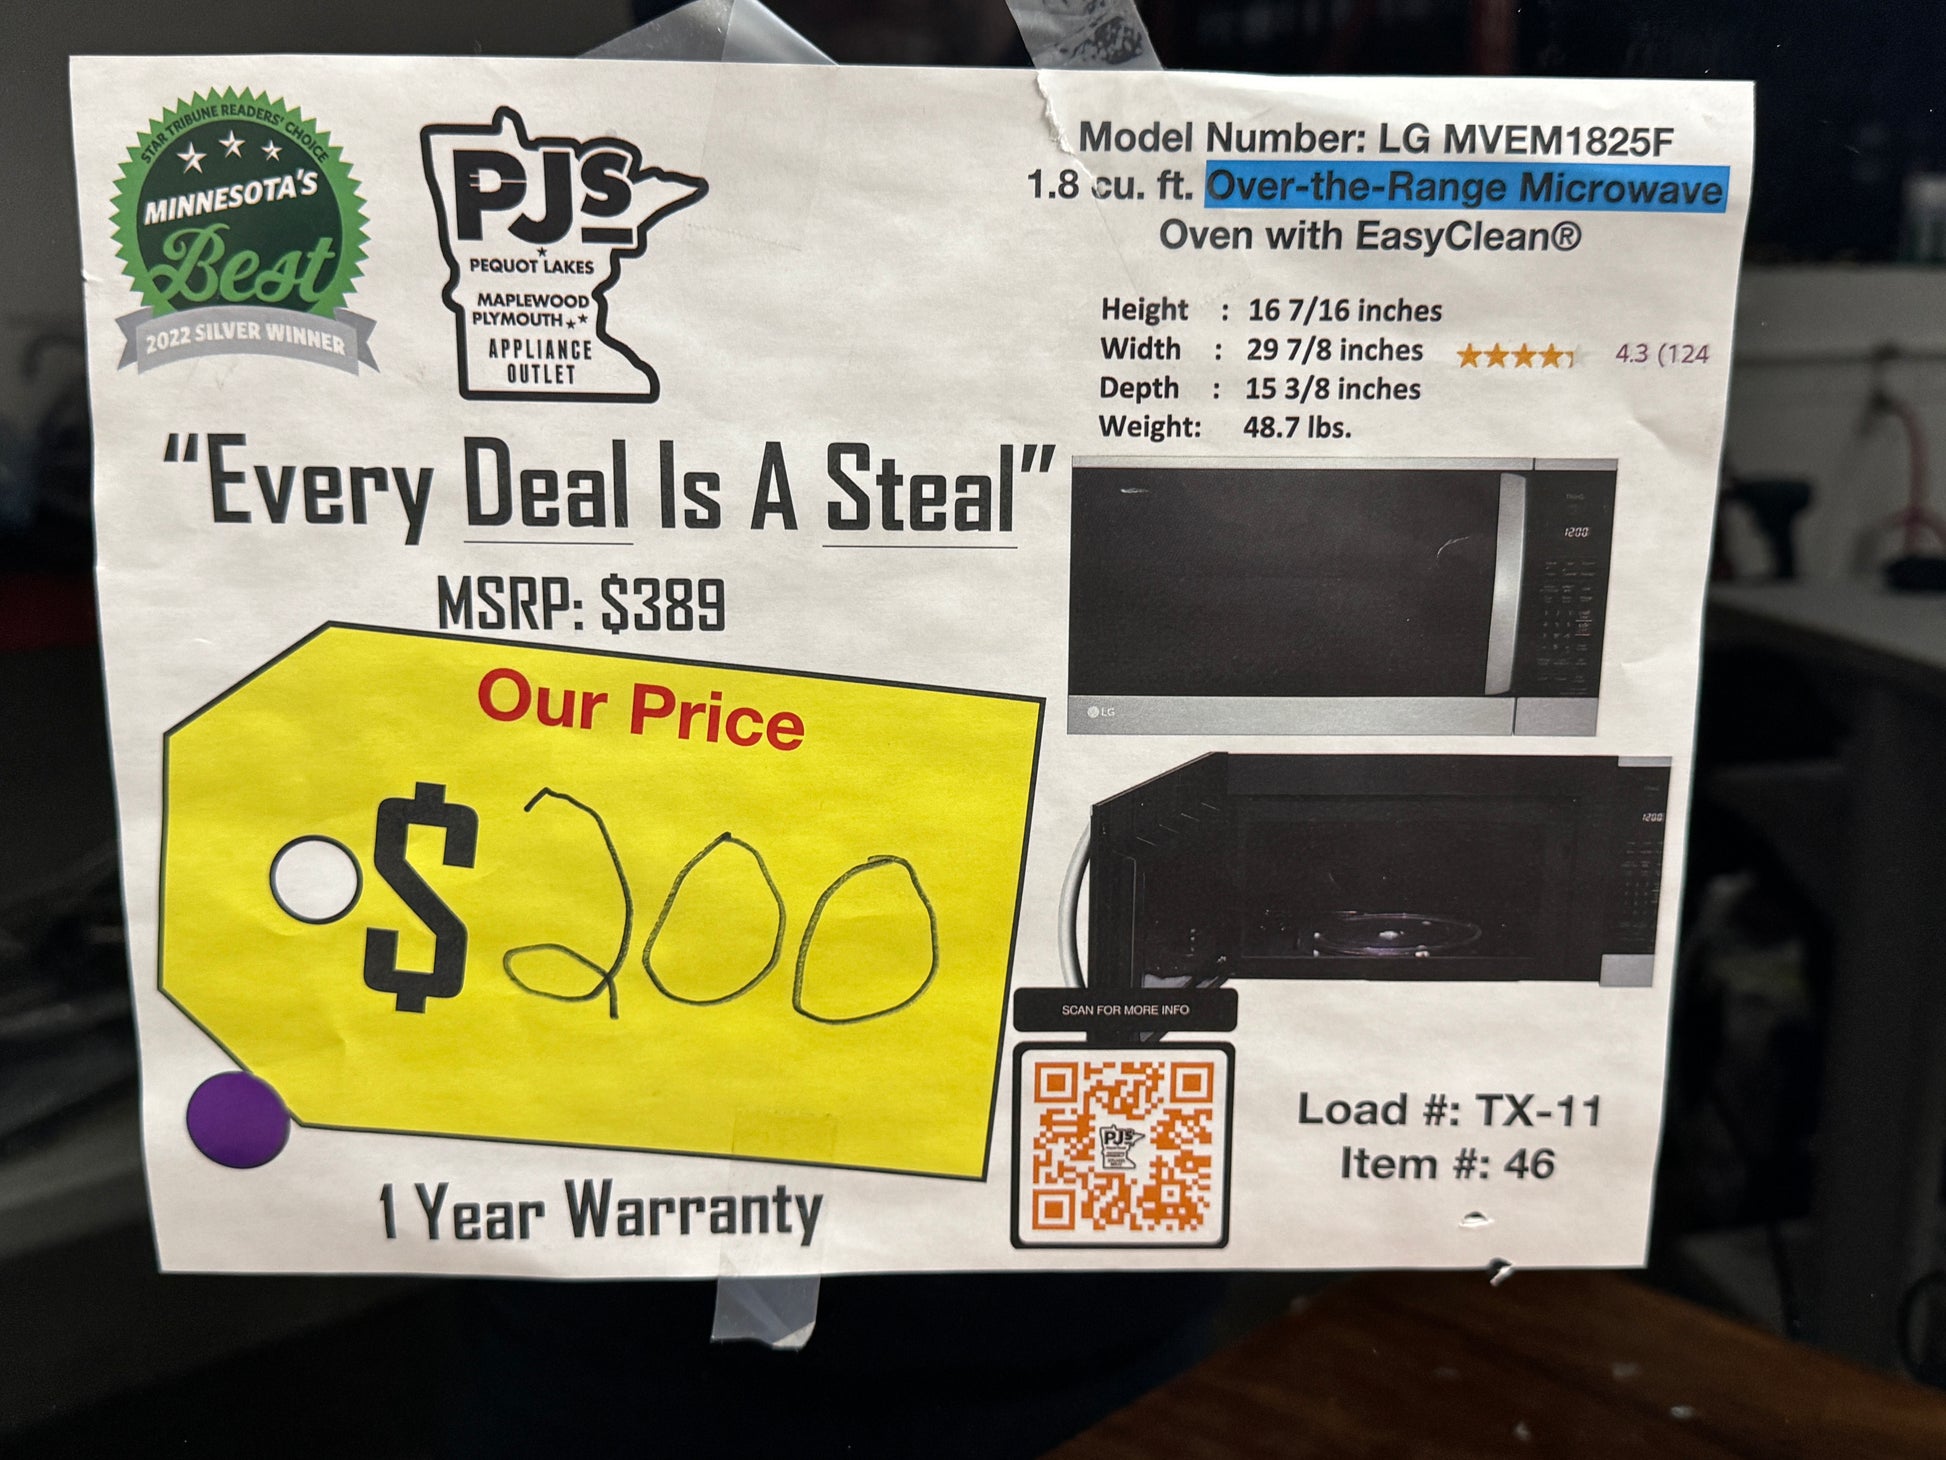 STAR TRIBUNE READERS' CHOICE
MINNESOTA'S
Best
2022 SILVER WINNER
PJS
PEQUOT LAKES
MAPLEWOOD
PLYMOUTH
APPLIANCE
OUTLET
Model Number: LG MVEM1825F
1.8 cu. ft. Over-the-Range Microwave
Oven with EasyClean®
Height : 16 7/16 inches
Width : 29 7/8 inches
4.3 (124
Depth : 15 3/8 inches
Weight: 48.7 lbs.
“Every Deal Is A Steal”
MSRP: $389
Our Price
$200
1 Year Warranty
1200
LG
1200
SCAN FOR MORE INFO
PJS
Load #: TX-11
Item #: 46